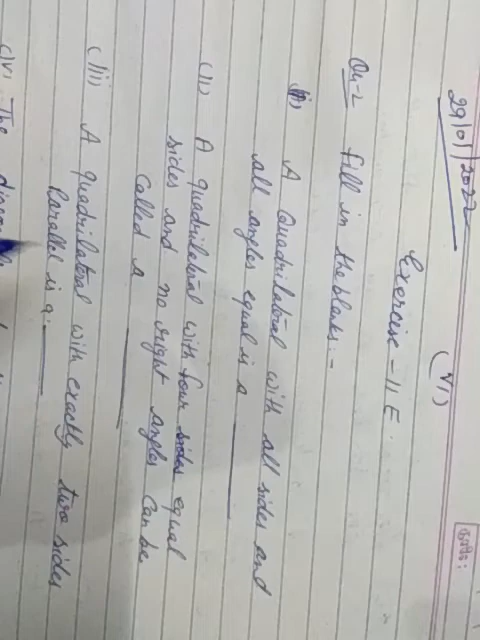 दिनांक:
29/01/2022
(VI)
Exercise - 11 E.
Qu-2 fill in the blaks:-
(i) A Quadrilateral with all sides and
all angles equal is a ______
(ii) A quadrilateral with four sides equal
sides and no right angles can be
called a ______
(iii) A quadrilateral with exactly two sides
Parallel is a: ______
(iv) The